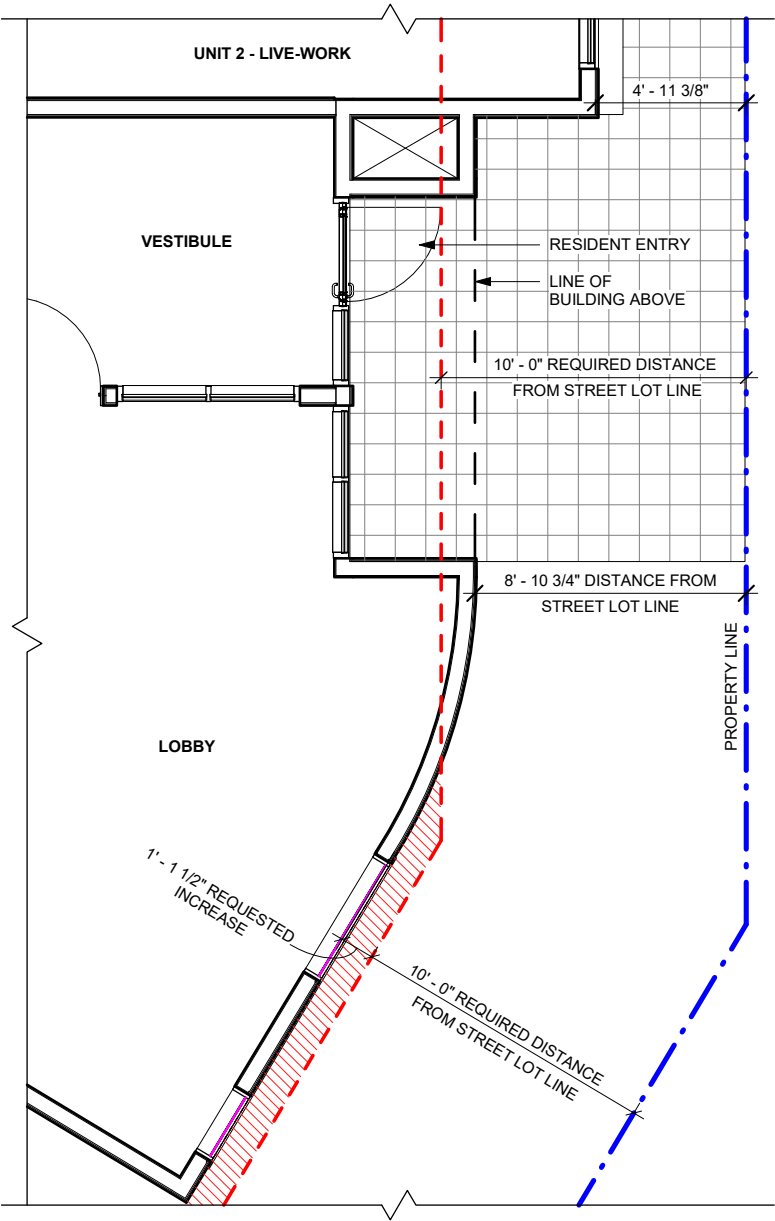 UNIT 2 - LIVE-WORK
4' - 11 3/8"
VESTIBULE
RESIDENT ENTRY
LINE OF
BUILDING ABOVE
10' - 0" REQUIRED DISTANCE
FROM STREET LOT LINE
8' - 10 3/4" DISTANCE FROM
STREET LOT LINE
PROPERTY LINE
LOBBY
1' - 1 1/2" REQUESTED
INCREASE
10' - 0" REQUIRED DISTANCE
FROM STREET LOT LINE